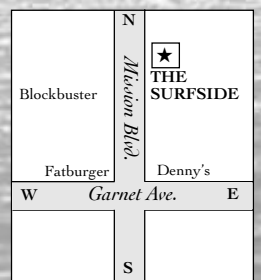 N
Mission Blvd.
THE
SURFSIDE
Blockbuster
Fatburger
Denny's
W
Garnet Ave.
E
S